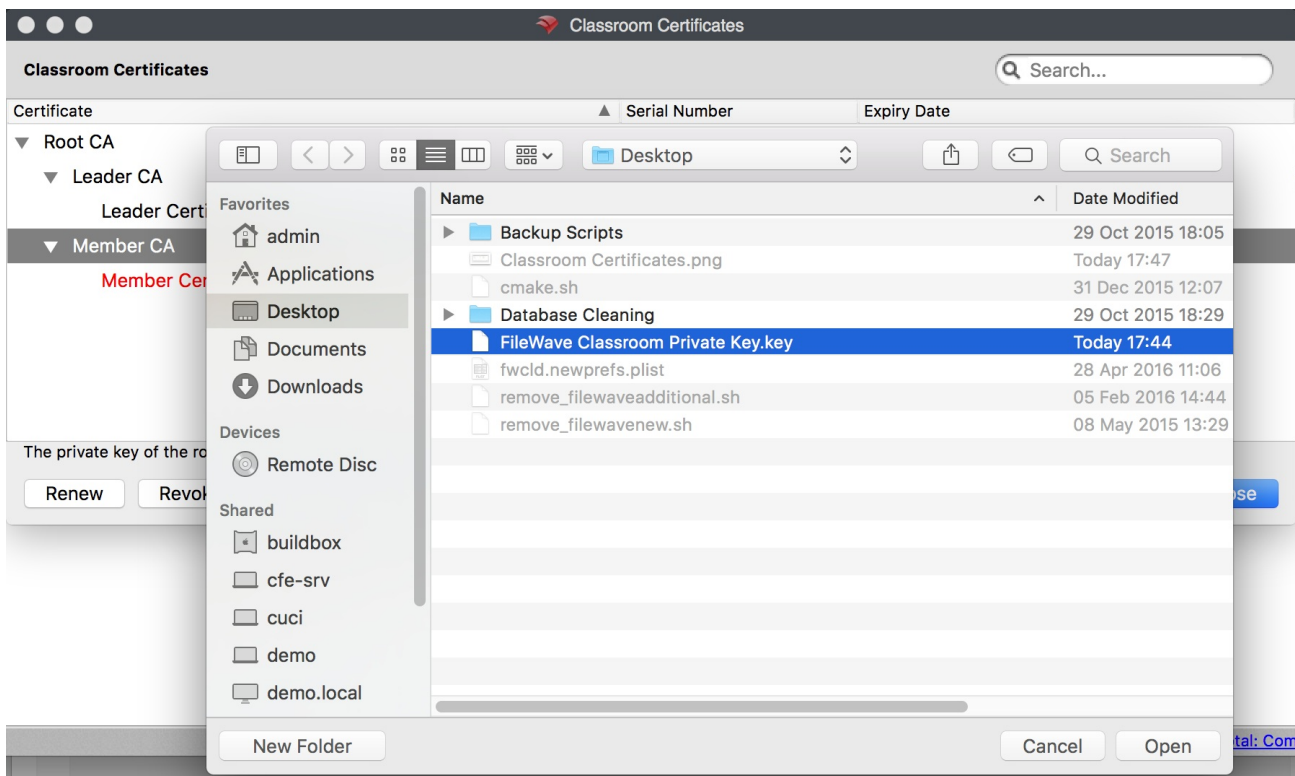 Classroom Certificates
Classroom Certificates
Search...
Certificate Serial Number Expiry Date
Root CA
Leader CA
Leader Certi
Member CA
Member Cer
The private key of the ro
Renew Revok
ose
tal: Com
Desktop Search
Favorites
admin
Applications
Desktop
Documents
Downloads
Devices
Remote Disc
Shared
buildbox
cfe-srv
cuci
demo
demo.local
Name Date Modified
Backup Scripts 29 Oct 2015 18:05
Classroom Certificates.png Today 17:47
cmake.sh 31 Dec 2015 12:07
Database Cleaning 29 Oct 2015 18:29
FileWave Classroom Private Key.key Today 17:44
fwcld.newprefs.plist 28 Apr 2016 11:06
remove_filewaveadditional.sh 05 Feb 2016 14:44
remove_filewavenew.sh 08 May 2015 13:29
New Folder Cancel Open